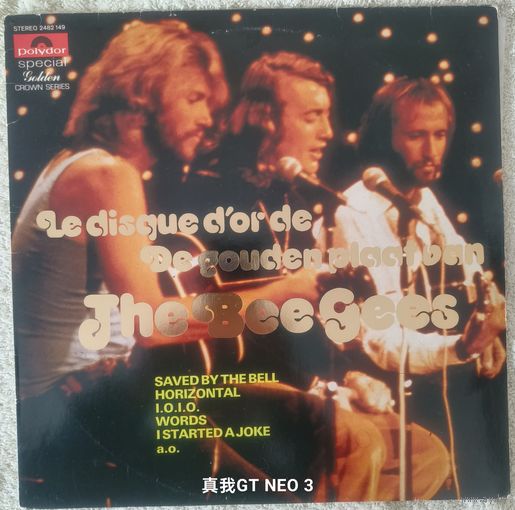 STEREO 2482 149
Polydor
special
Golden
CROWN SERIES
Le disque d'or de
De gouden plaat van
The Bee Gees
SAVED BY THE BELL
HORIZONTAL
I.O.I.O.
WORDS
I STARTED A JOKE
a.o.
真我GT NEO 3